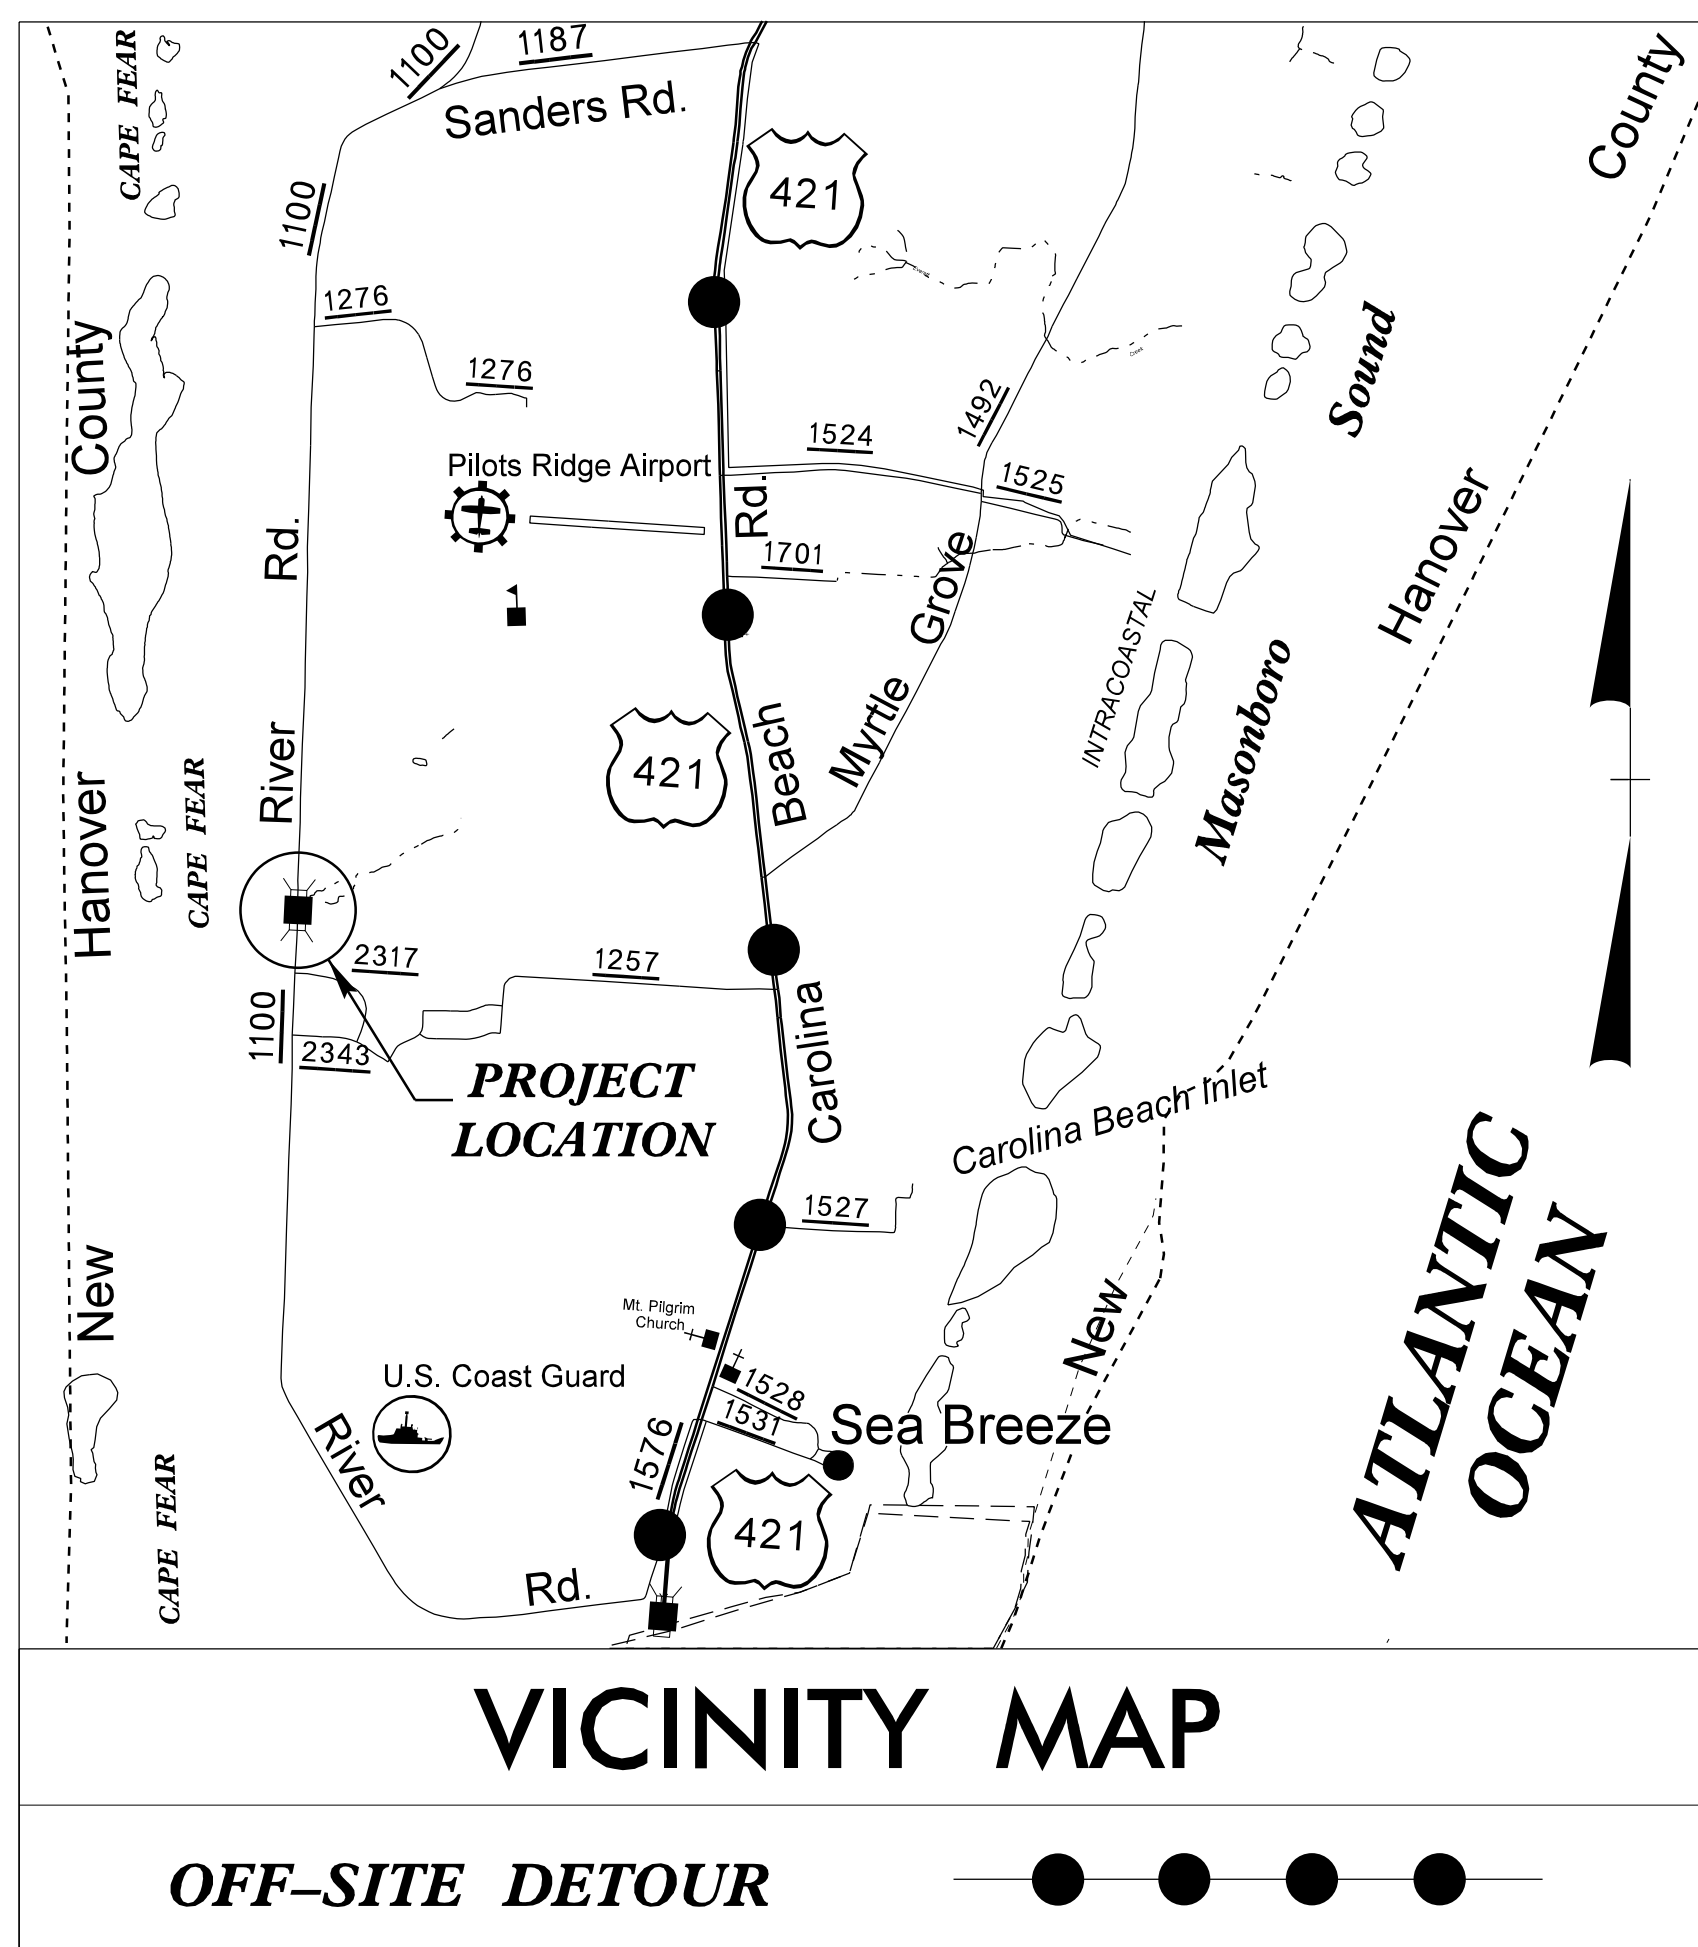 CAPE FEAR
1100
1187
Sanders Rd.
County
421
1100
1276
1276
County
Sound
1492
1524
1525
Pilots Ridge Airport
Rd.
Rd.
1701
Grove
Hanover
INTRACOASTAL
Masonboro
Myrtle
Beach
River
421
Hanover
CAPE FEAR
Creek
2317
1257
1100
2343
Carolina
PROJECT
LOCATION
Carolina Beach Inlet
ATLANTIC
OCEAN
1527
New
New
Mt. Pilgrim
Church
U.S. Coast Guard
1528
1531
Sea Breeze
1576
River
421
CAPE FEAR
Rd.
VICINITY MAP
OFF–SITE DETOUR